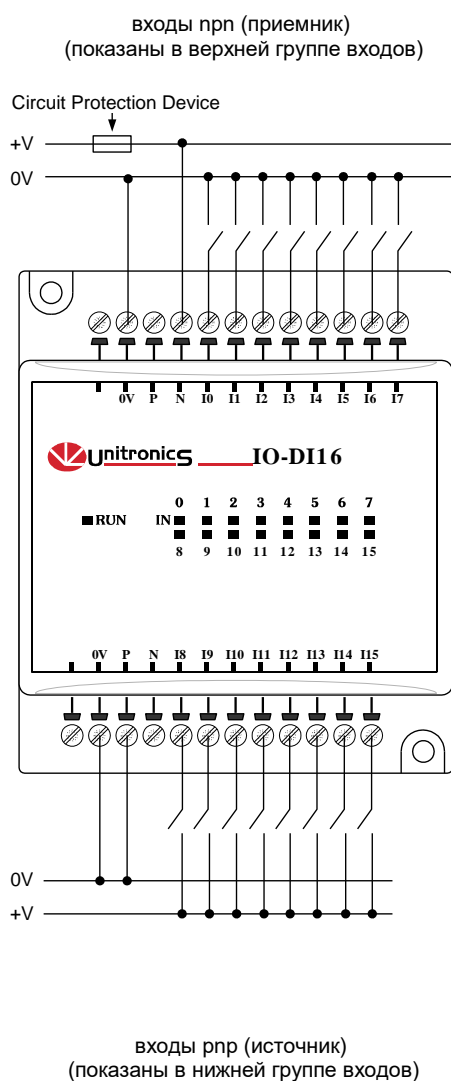 входы npn (приемник)
(показаны в верхней группе входов)
Circuit Protection Device
+V
0V
0V P N I0 I1 I2 I3 I4 I5 I6 I7
Unitronics IO-DI16
0 1 2 3 4 5 6 7
RUN IN
8 9 10 11 12 13 14 15
0V P N I8 I9 I10 I11 I12 I13 I14 I15
0V
+V
входы pnp (источник)
(показаны в нижней группе входов)